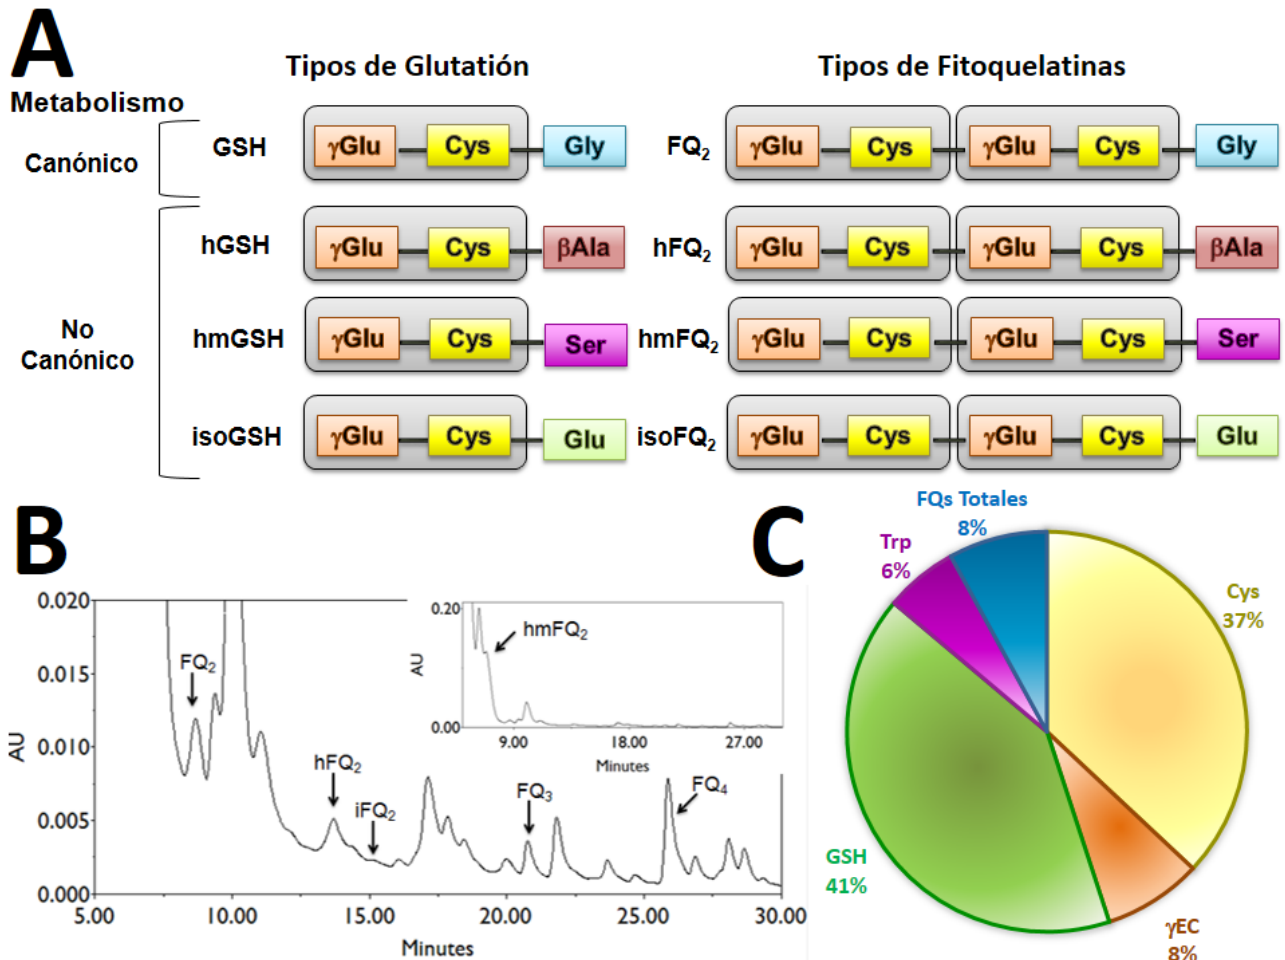 A
Tipos de Glutatión
Tipos de Fitoquelatinas
Metabolismo
Canónico
GSH
γGlu Cys Gly
FQ2
γGlu Cys γGlu Cys Gly
No
Canónico
hGSH
γGlu Cys βAla
hFQ2
γGlu Cys γGlu Cys βAla
hmGSH
γGlu Cys Ser
hmFQ2
γGlu Cys γGlu Cys Ser
isoGSH
γGlu Cys Glu
isoFQ2
γGlu Cys γGlu Cys Glu
B
0.020
0.015
0.010
0.005
0.000
AU
5.00 10.00 15.00 20.00 25.00 30.00
Minutes
FQ2
hFQ2
iFQ2
FQ3
FQ4
0.20
0.00
AU
hmFQ2
9.00 18.00 27.00
Minutes
C
FQs Totales
8%
Trp
6%
Cys
37%
GSH
41%
γEC
8%